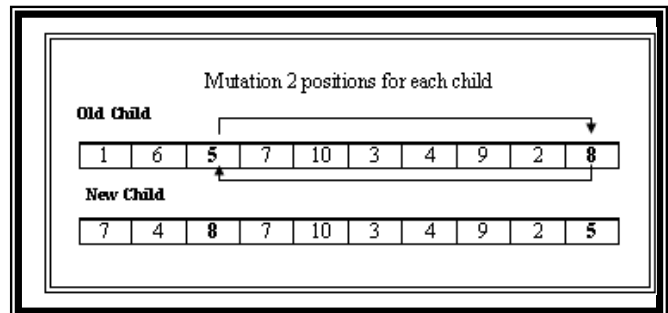 Mutation 2 positions for each child
Old Child
1 6 5 7 10 3 4 9 2 8
New Child
7 4 8 7 10 3 4 9 2 5